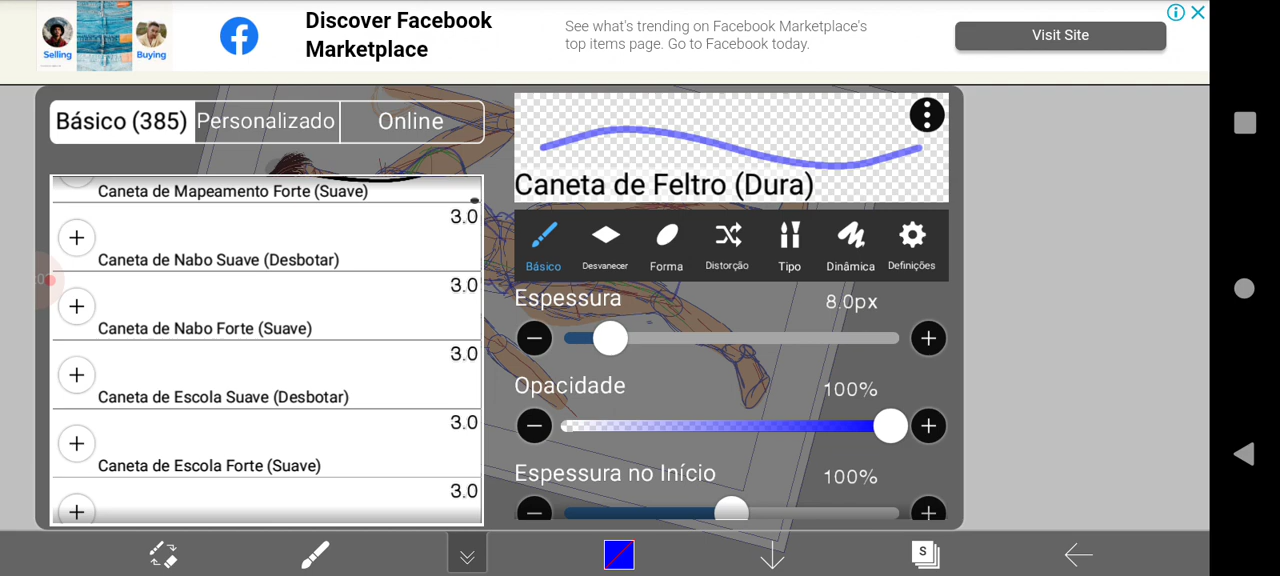 Discover Facebook
Marketplace
See what's trending on Facebook Marketplace's
top items page. Go to Facebook today.
Visit Site
Selling
Buying
Básico (385)
Personalizado
Online
Caneta de Mapeamento Forte (Suave)
3.0
Caneta de Nabo Suave (Desbotar)
3.0
Caneta de Nabo Forte (Suave)
3.0
Caneta de Escola Suave (Desbotar)
3.0
Caneta de Escola Forte (Suave)
3.0
Caneta de Feltro (Dura)
Básico
Desvanecer
Forma
Distorção
Tipo
Dinâmica
Definições
Espessura
8.0px
Opacidade
100%
Espessura no Início
100%
S